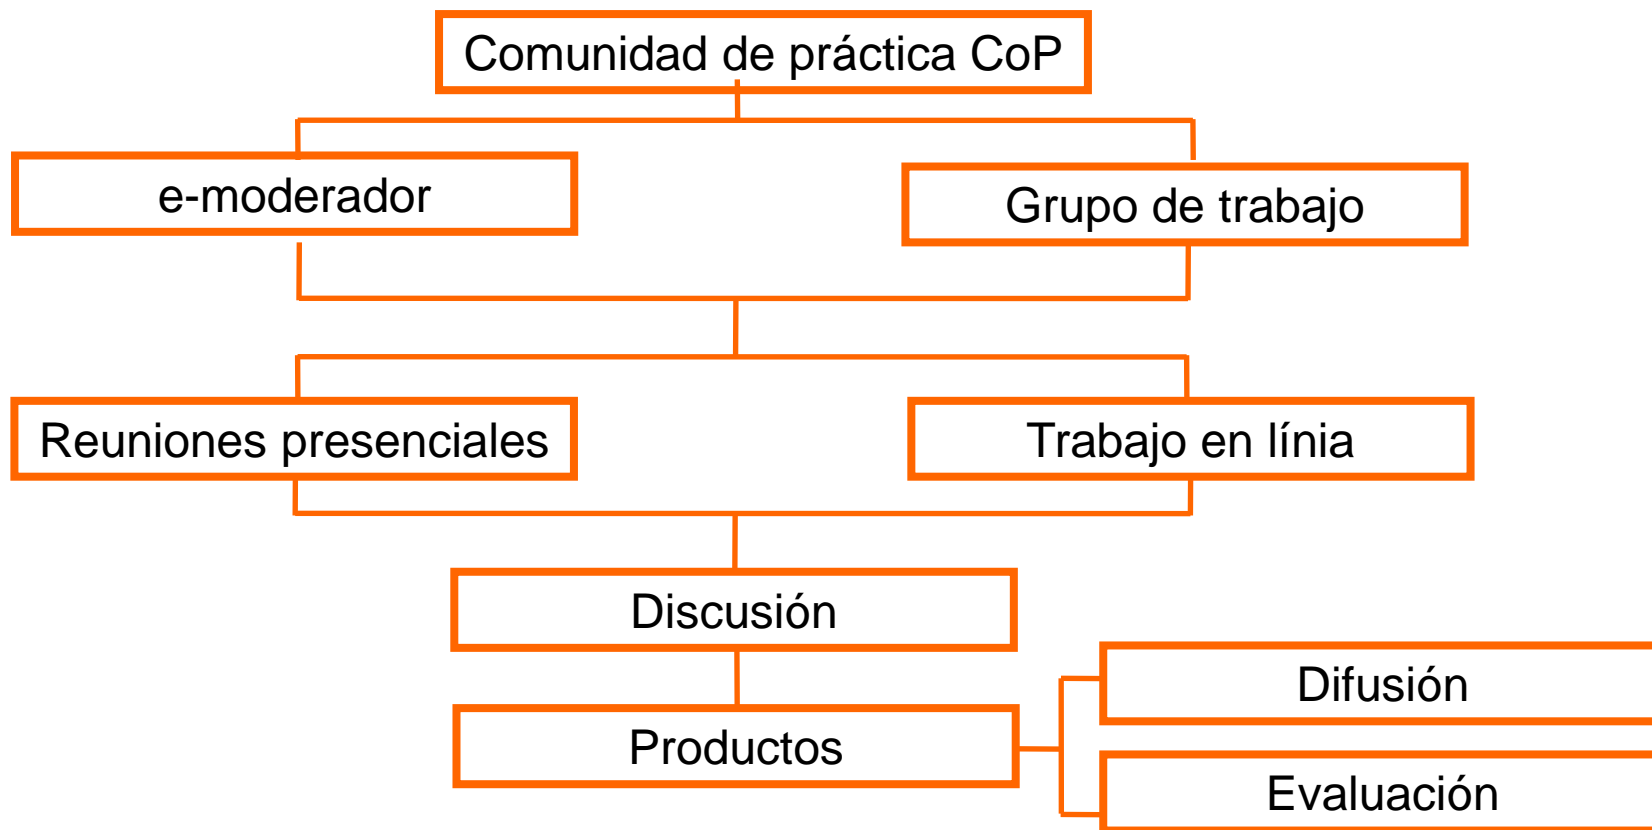 Comunidad de práctica CoP
e-moderador
Grupo de trabajo
Reuniones presenciales
Trabajo en línia
Discusión
Difusión
Productos
Evaluación